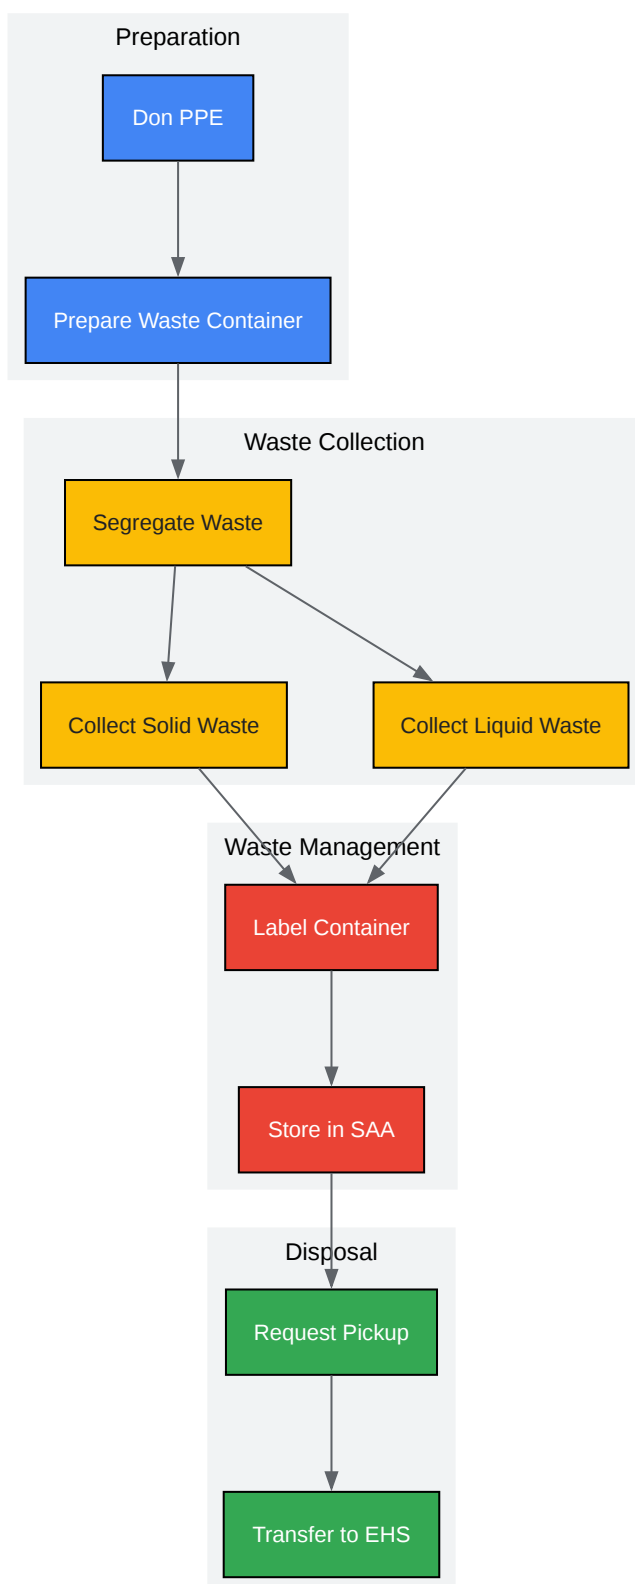 Preparation
Don PPE
Prepare Waste Container
Waste Collection
Segregate Waste
Collect Solid Waste
Collect Liquid Waste
Waste Management
Label Container
Store in SAA
Disposal
Request Pickup
Transfer to EHS